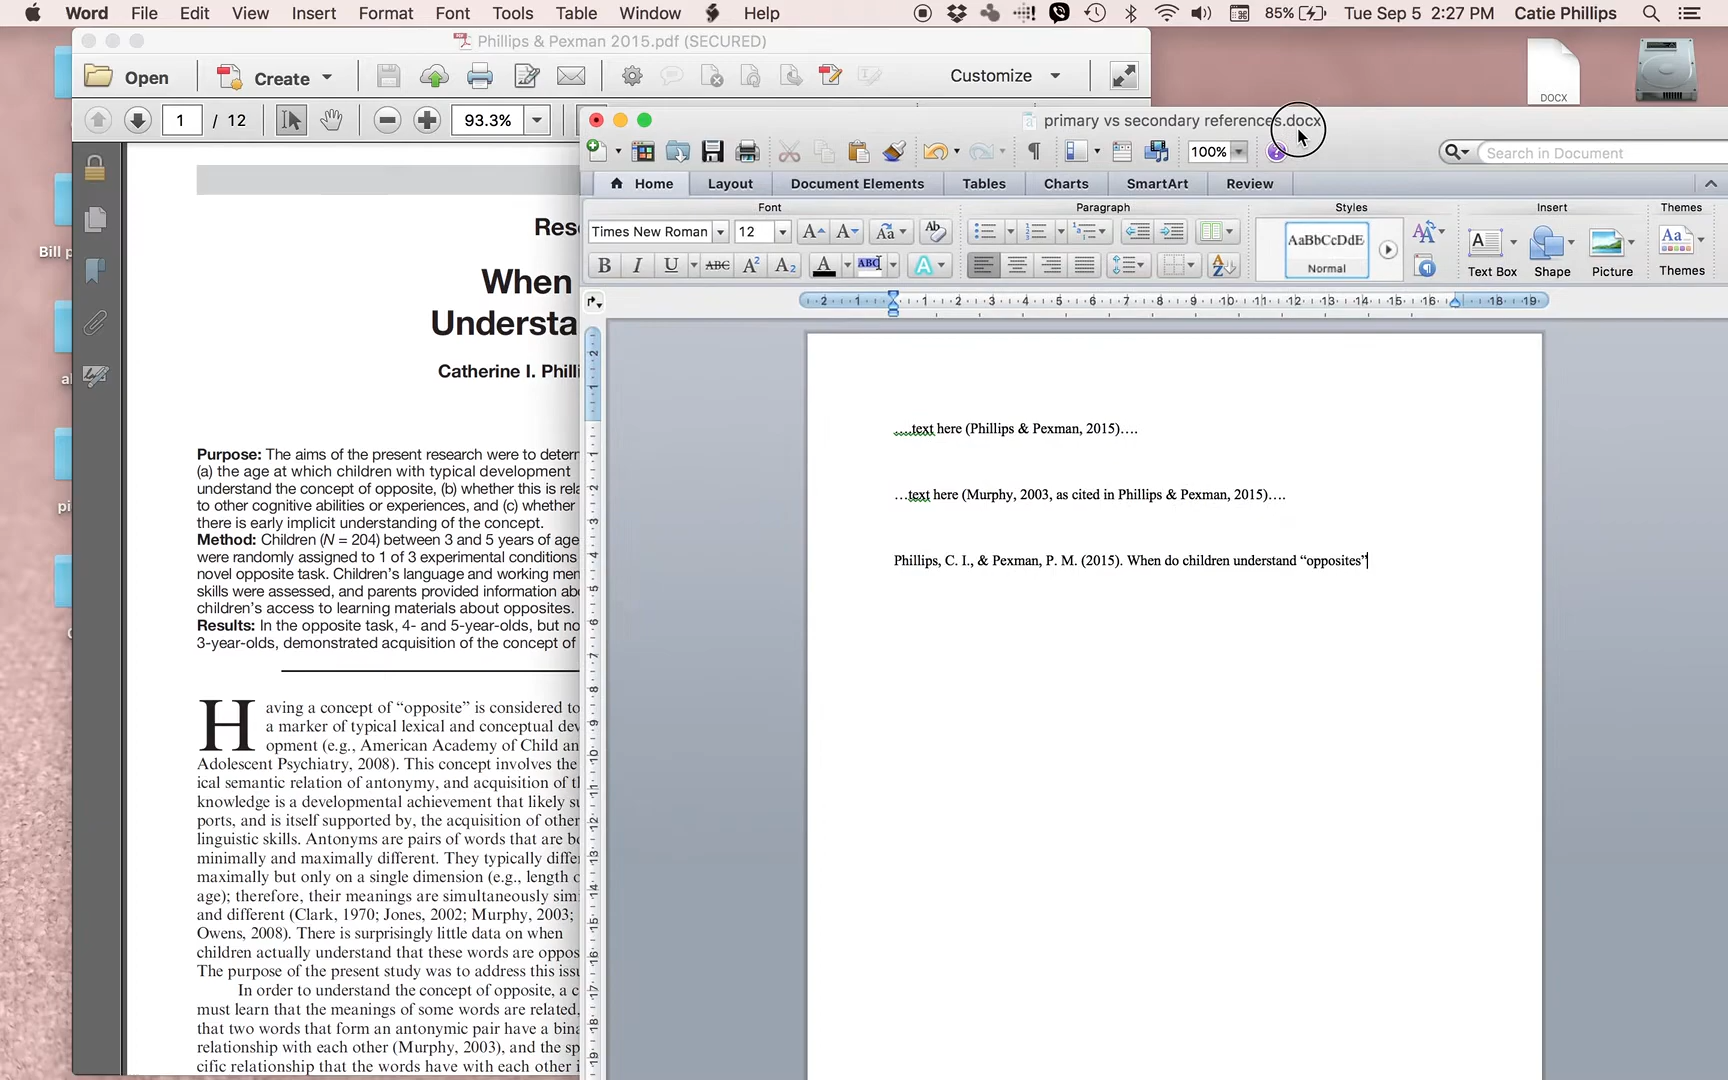 Word File Edit View Insert Format Font Tools Table Window Help
85% Tue Sep 5 2:27 PM Catie Phillips
Phillips & Pexman 2015.pdf (SECURED)
Open Create Customize
1 / 12 93.3%
DOCX
primary vs secondary references.docx
100% Search in Document
Home Layout Document Elements Tables Charts SmartArt Review
Font Paragraph Styles Insert Themes
Times New Roman 12
AaBbCcDdE
Normal
Text Box Shape Picture Themes
Bill p
When
Understa
Catherine I. Philli
Purpose: The aims of the present research were to deterr
(a) the age at which children with typical development
understand the concept of opposite, (b) whether this is rela
to other cognitive abilities or experiences, and (c) whether
there is early implicit understanding of the concept.
Method: Children (N = 204) between 3 and 5 years of age
were randomly assigned to 1 of 3 experimental conditions
novel opposite task. Children's language and working mem
skills were assessed, and parents provided information abo
children's access to learning materials about opposites.
Results: In the opposite task, 4- and 5-year-olds, but no
3-year-olds, demonstrated acquisition of the concept of
Having a concept of “opposite” is considered to
a marker of typical lexical and conceptual dev
opment (e.g., American Academy of Child an
Adolescent Psychiatry, 2008). This concept involves the
ical semantic relation of antonymy, and acquisition of tl
knowledge is a developmental achievement that likely su
ports, and is itself supported by, the acquisition of other
linguistic skills. Antonyms are pairs of words that are bo
minimally and maximally different. They typically diffe
maximally but only on a single dimension (e.g., length o
age); therefore, their meanings are simultaneously sim
and different (Clark, 1970; Jones, 2002; Murphy, 2003;
Owens, 2008). There is surprisingly little data on when
children actually understand that these words are oppos
The purpose of the present study was to address this issu
In order to understand the concept of opposite, a c
must learn that the meanings of some words are related,
that two words that form an antonymic pair have a bina
relationship with each other (Murphy, 2003), and the sp
cific relationship that the words have with each other i
….text here (Phillips & Pexman, 2015)….
…text here (Murphy, 2003, as cited in Phillips & Pexman, 2015)….
Phillips, C. I., & Pexman, P. M. (2015). When do children understand “opposites”